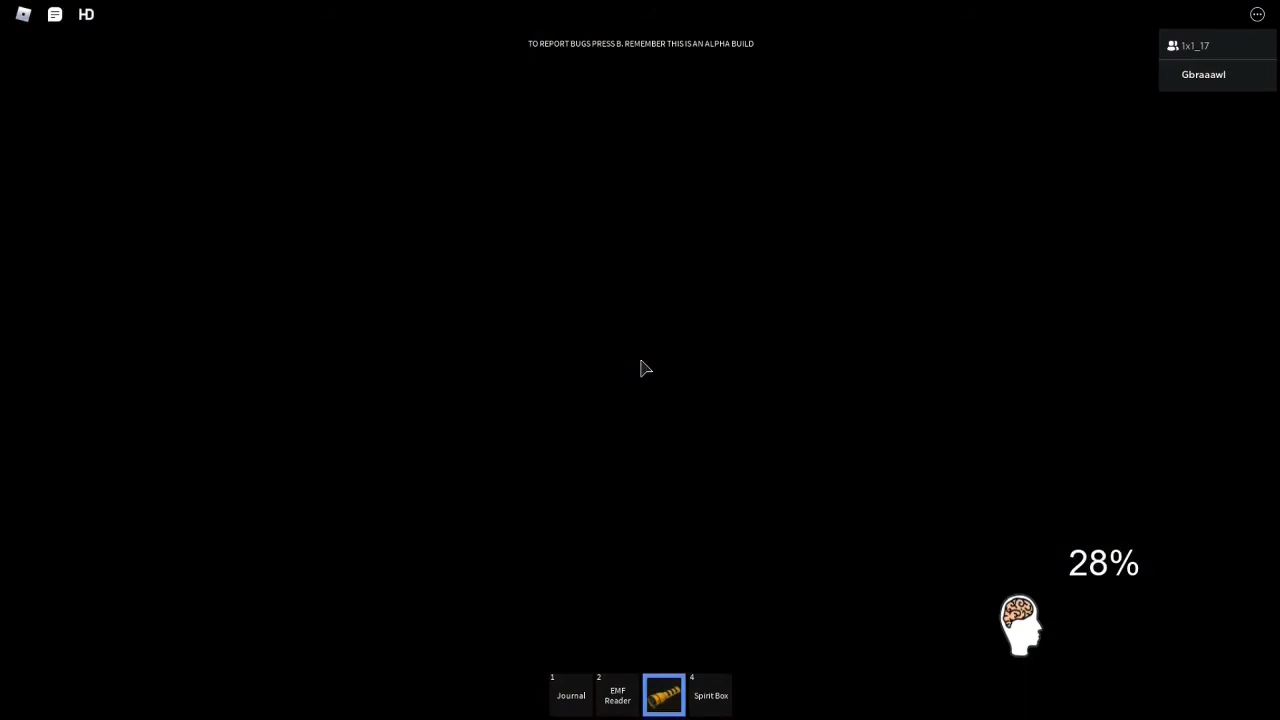 HD
TO REPORT BUGS PRESS B. REMEMBER THIS IS AN ALPHA BUILD
1x1_17
Gbraaawl
28%
1
Journal
2
EMF
Reader
4
Spirit Box